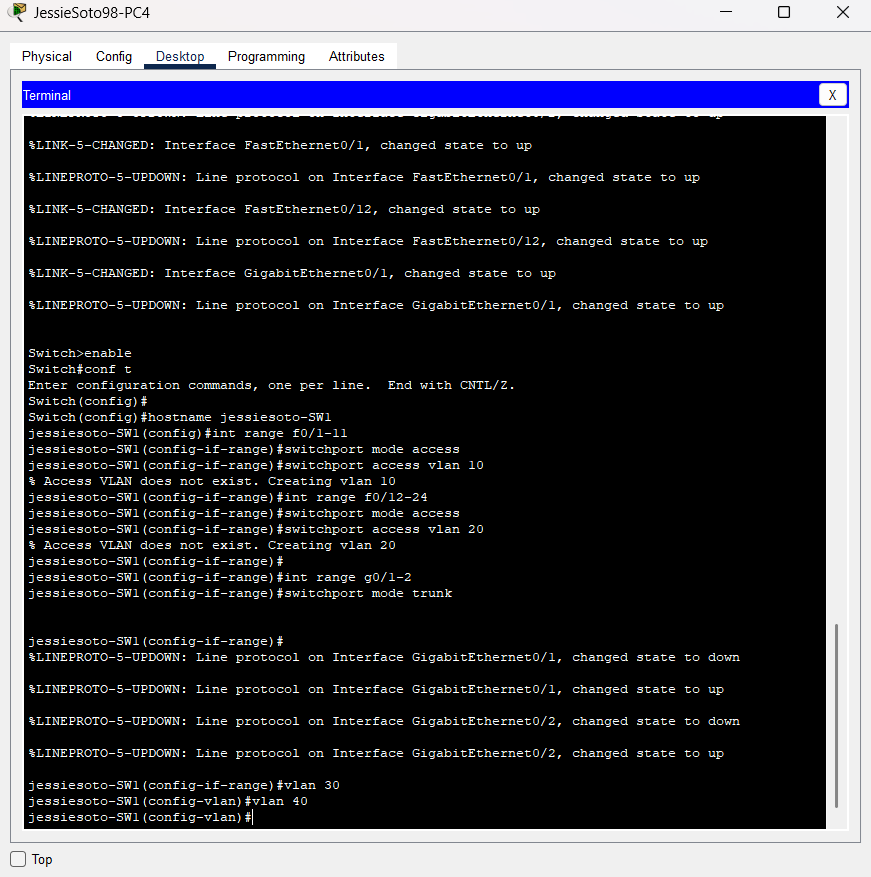 JessieSoto98-PC4
Physical Config Desktop Programming Attributes
Terminal X
%LINK-5-CHANGED: Interface FastEthernet0/1, changed state to up
%LINEPROTO-5-UPDOWN: Line protocol on Interface FastEthernet0/1, changed state to up
%LINK-5-CHANGED: Interface FastEthernet0/12, changed state to up
%LINEPROTO-5-UPDOWN: Line protocol on Interface FastEthernet0/12, changed state to up
%LINK-5-CHANGED: Interface GigabitEthernet0/1, changed state to up
%LINEPROTO-5-UPDOWN: Line protocol on Interface GigabitEthernet0/1, changed state to up
Switch>enable
Switch#conf t
Enter configuration commands, one per line.  End with CNTL/Z.
Switch(config)#
Switch(config)#hostname jessiesoto-SW1
jessiesoto-SW1(config)#int range f0/1-11
jessiesoto-SW1(config-if-range)#switchport mode access
jessiesoto-SW1(config-if-range)#switchport access vlan 10
% Access VLAN does not exist. Creating vlan 10
jessiesoto-SW1(config-if-range)#int range f0/12-24
jessiesoto-SW1(config-if-range)#switchport mode access
jessiesoto-SW1(config-if-range)#switchport access vlan 20
% Access VLAN does not exist. Creating vlan 20
jessiesoto-SW1(config-if-range)#
jessiesoto-SW1(config-if-range)#int range g0/1-2
jessiesoto-SW1(config-if-range)#switchport mode trunk
jessiesoto-SW1(config-if-range)#
%LINEPROTO-5-UPDOWN: Line protocol on Interface GigabitEthernet0/1, changed state to down
%LINEPROTO-5-UPDOWN: Line protocol on Interface GigabitEthernet0/1, changed state to up
%LINEPROTO-5-UPDOWN: Line protocol on Interface GigabitEthernet0/2, changed state to down
%LINEPROTO-5-UPDOWN: Line protocol on Interface GigabitEthernet0/2, changed state to up
jessiesoto-SW1(config-if-range)#vlan 30
jessiesoto-SW1(config-vlan)#vlan 40
jessiesoto-SW1(config-vlan)#
Top